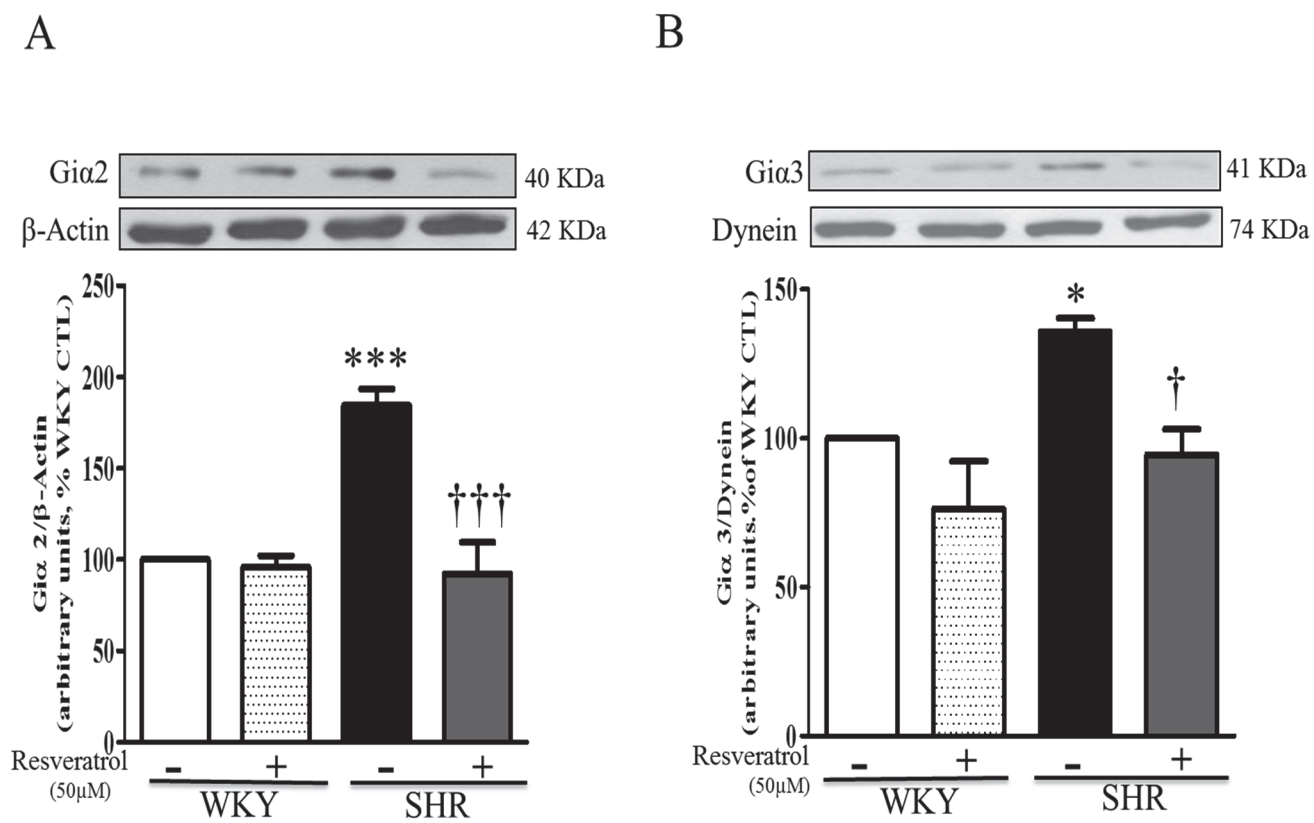 A
Giα2
40 KDa
β-Actin
42 KDa
Giα 2/β-Actin
(arbitrary units, % WKY CTL)
250
200
150
100
50
0
***
†††
Resveratrol
(50µM)
-
+
-
+
WKY
SHR
B
Giα3
41 KDa
Dynein
74 KDa
Giα 3/Dynein
(arbitrary units.%of WKY CTL)
150
100
50
0
*
†
Resveratrol
(50µM)
-
+
-
+
WKY
SHR